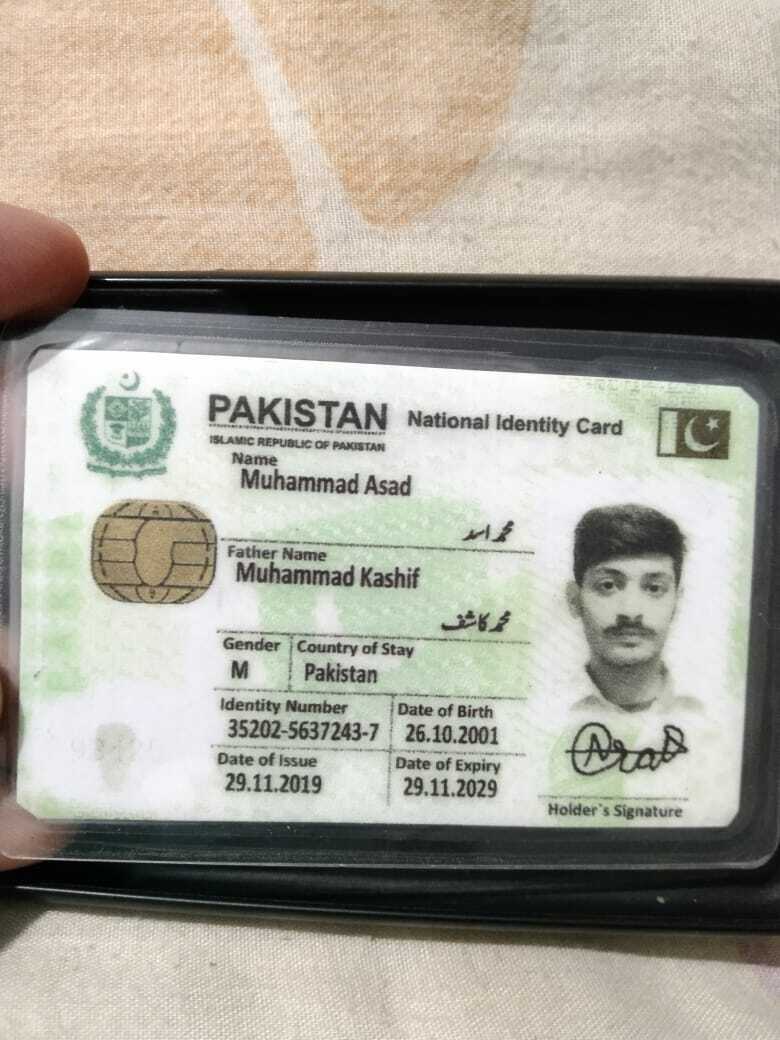 PAKISTAN National Identity Card
ISLAMIC REPUBLIC OF PAKISTAN
Name
Muhammad Asad
محمد اسد
Father Name
Muhammad Kashif
محمد کاشف
Gender Country of Stay
M Pakistan
Identity Number Date of Birth
35202-5637243-7 26.10.2001
Date of Issue Date of Expiry
29.11.2019 29.11.2029
Asad
Holder`s Signature